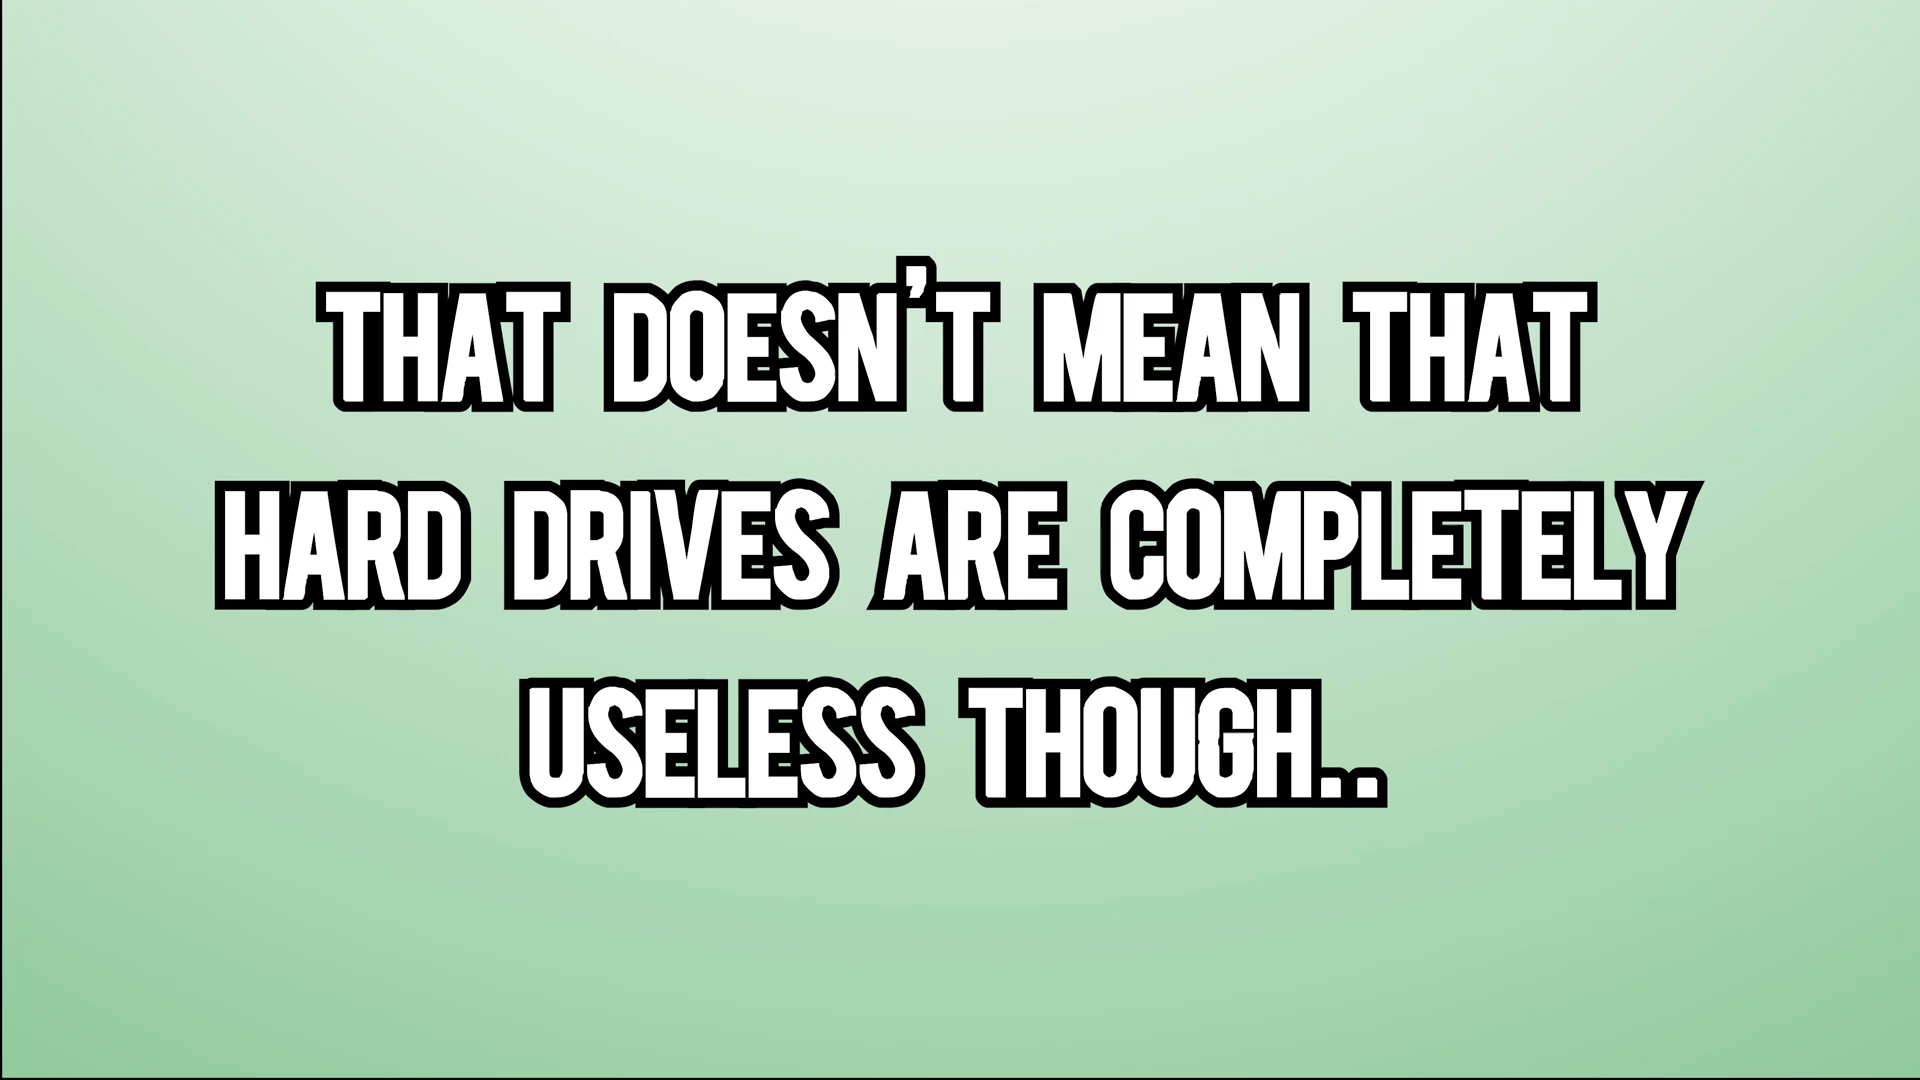 THAT DOESN'T MEAN THAT
HARD DRIVES ARE COMPLETELY
USELESS THOUGH..